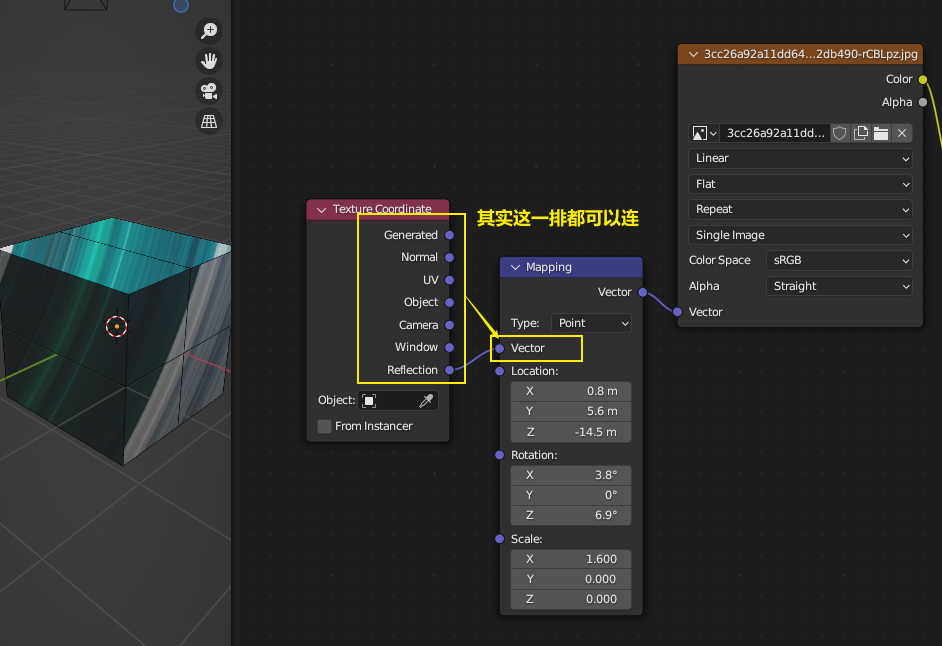 3cc26a92a11dd64...2db490-rCBLpz.jpg
Color
Alpha
3cc26a92a11dd...
Linear
Flat
Repeat
Single Image
Color Space sRGB
Alpha Straight
Vector
Texture Coordinate
Generated
Normal
UV
Object
Camera
Window
Reflection
Object:
From Instancer
其实这一排都可以连
Mapping
Vector
Type: Point
Vector
Location:
X 0.8 m
Y 5.6 m
Z -14.5 m
Rotation:
X 3.8°
Y 0°
Z 6.9°
Scale:
X 1.600
Y 0.000
Z 0.000